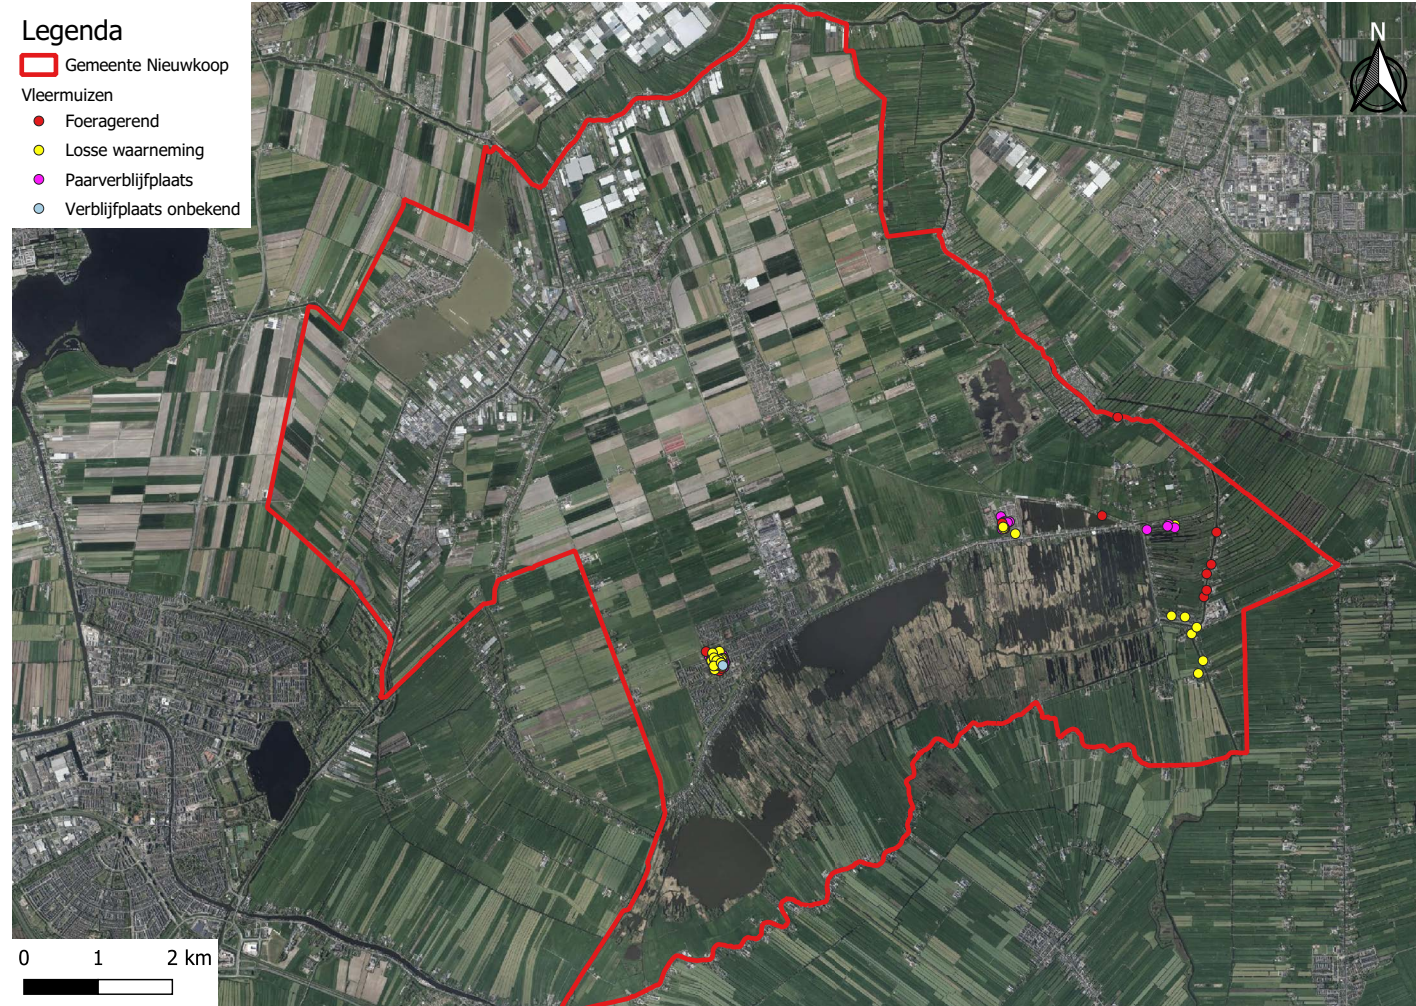 Legenda
Gemeente Nieuwkoop
Vleermuizen
Foeragerend
Losse waarneming
Paarverblijfplaats
Verblijfplaats onbekend
N
0 1 2 km